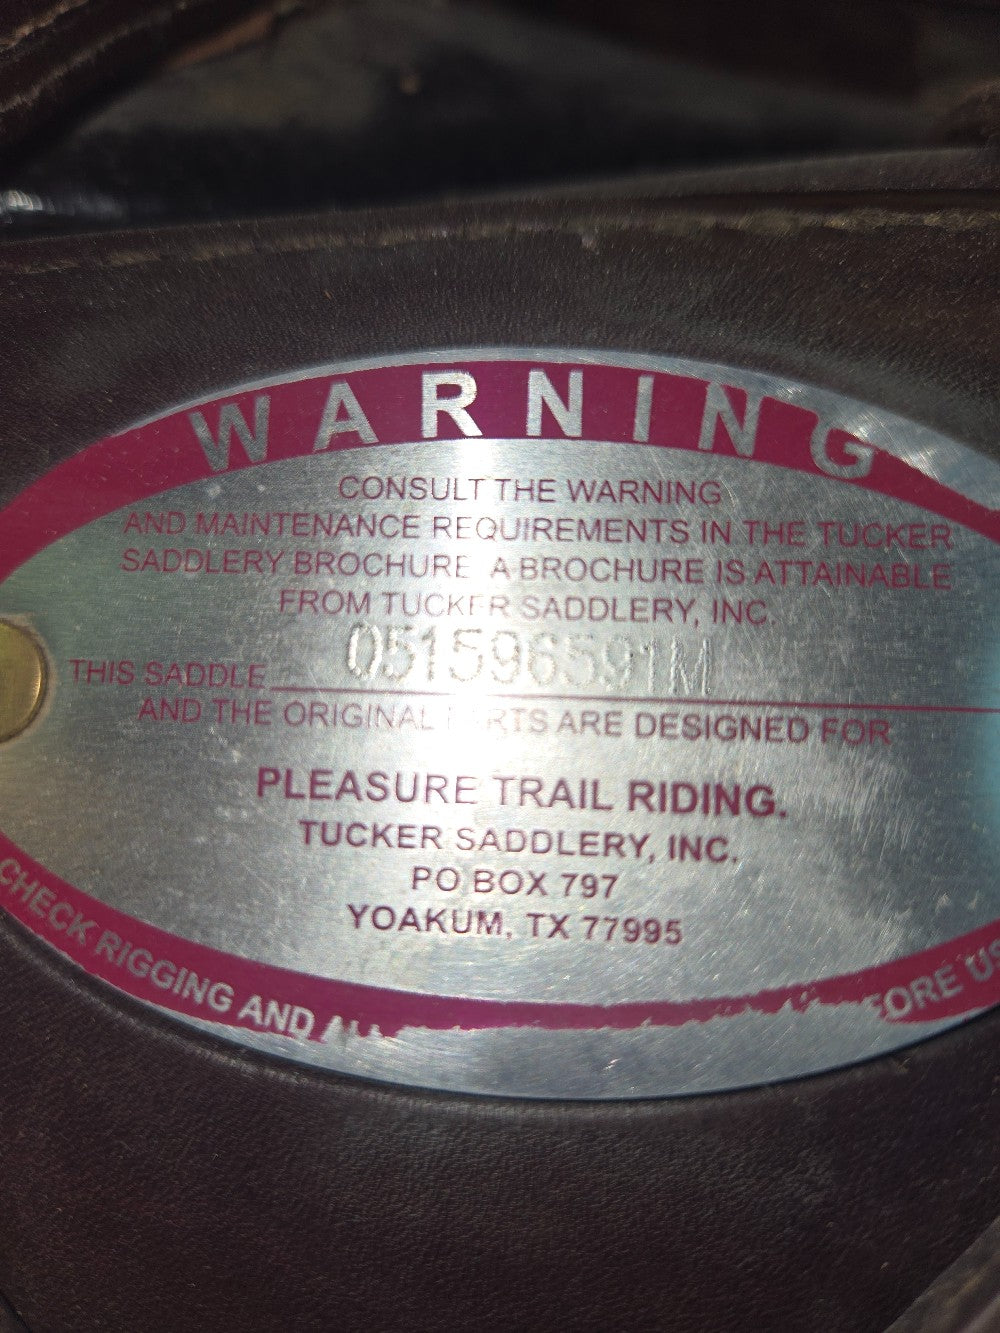 WARNING
CONSULT THE WARNING
AND MAINTENANCE REQUIREMENTS IN THE TUCKER
SADDLERY BROCHURE A BROCHURE IS ATTAINABLE
FROM TUCKER SADDLERY, INC.
THIS SADDLE 051596591M
AND THE ORIGINAL PARTS ARE DESIGNED FOR
PLEASURE TRAIL RIDING.
TUCKER SADDLERY, INC.
PO BOX 797
YOAKUM, TX 77995
CHECK RIGGING AND